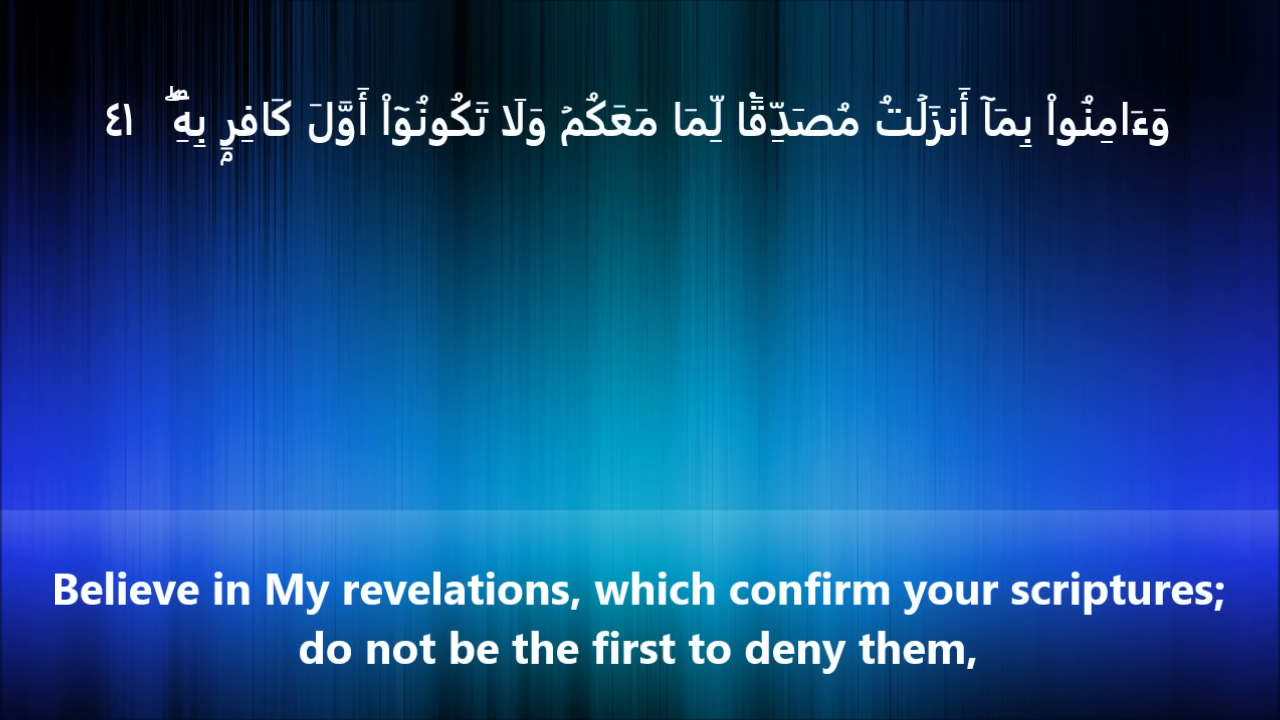 وَءَامِنُوا۟ بِمَآ أَنزَلْتُ مُصَدِّقًۭا لِّمَا مَعَكُمْ وَلَا تَكُونُوٓا۟ أَوَّلَ كَافِرٍۭ بِهِۦ ۖ ٤١
Believe in My revelations, which confirm your scriptures;
do not be the first to deny them,